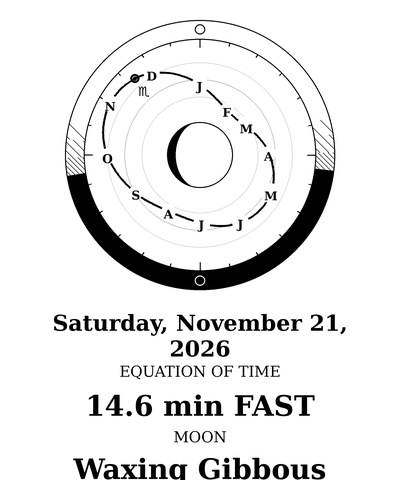 D
J
♏
N
F
M
O
A
S
M
A
J
J
Saturday, November 21,
2026
EQUATION OF TIME
14.6 min FAST
MOON
Waxing Gibbous